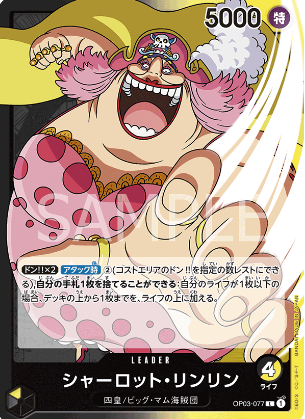 5000
特
SAMPLE
ドン!!×2 アタック時 ②(コストエリアのドン!!を指定の数レストにでき
る),自分の手札1枚を捨てることができる:自分のライフが1枚以下の
場合、デッキの上から1枚までを、ライフの上に加える。
LEADER
シャーロット・リンリン
四皇/ビッグ・マム海賊団
4
ライフ
OP03-077 L